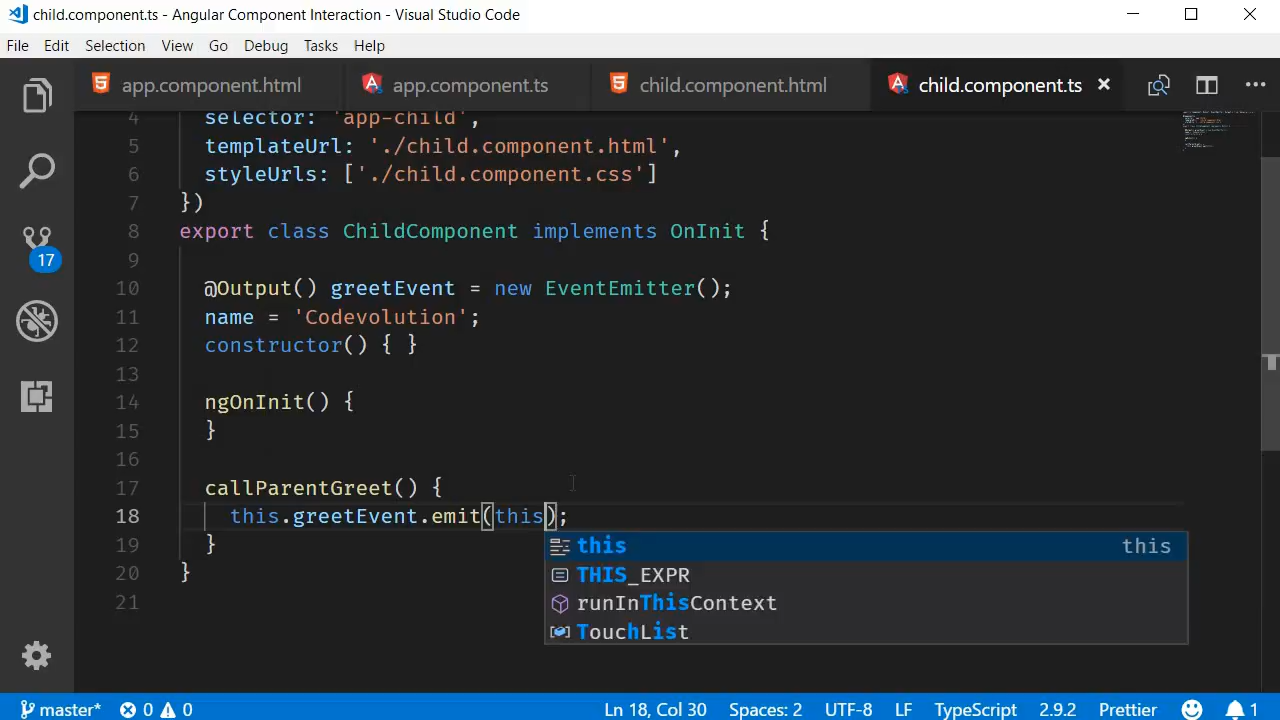 child.component.ts - Angular Component Interaction - Visual Studio Code
File Edit Selection View Go Debug Tasks Help
app.component.html app.component.ts child.component.html child.component.ts
4 selector: 'app-child',
5 templateUrl: './child.component.html',
6 styleUrls: ['./child.component.css']
7 })
8 export class ChildComponent implements OnInit {
9
10 @Output() greetEvent = new EventEmitter();
11 name = 'Codevolution';
12 constructor() { }
13
14 ngOnInit() {
15 }
16
17 callParentGreet() {
18 this.greetEvent.emit(this);
19 }
20 }
21
this this
THIS_EXPR
runInThisContext
TouchList
17
master* 0 0 Ln 18, Col 30 Spaces: 2 UTF-8 LF TypeScript 2.9.2 Prettier 1